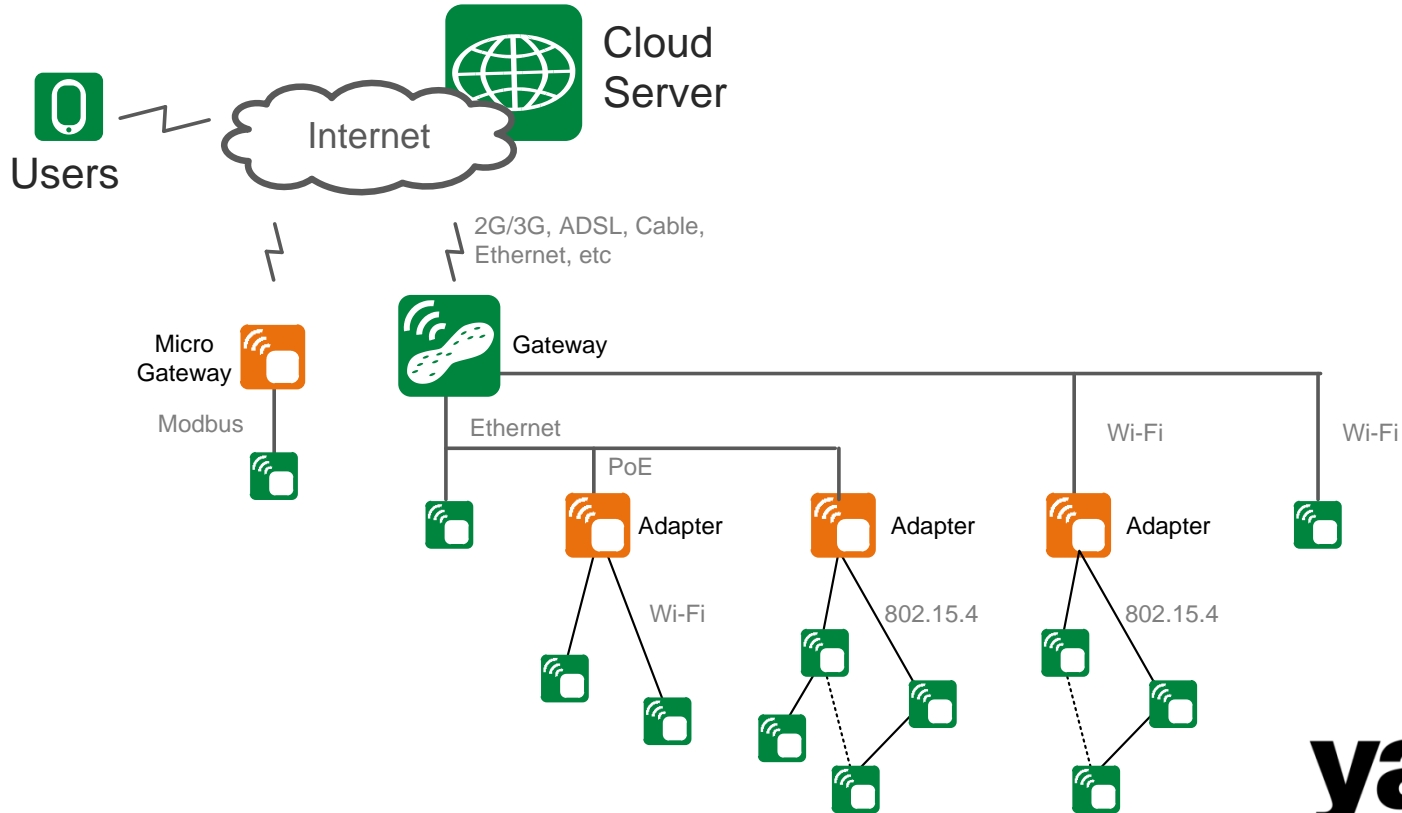 Cloud
Server
Internet
Users
2G/3G, ADSL, Cable,
Ethernet, etc
Micro
Gateway
Gateway
Modbus
Ethernet
Wi-Fi
Wi-Fi
PoE
Adapter
Adapter
Adapter
Wi-Fi
802.15.4
802.15.4